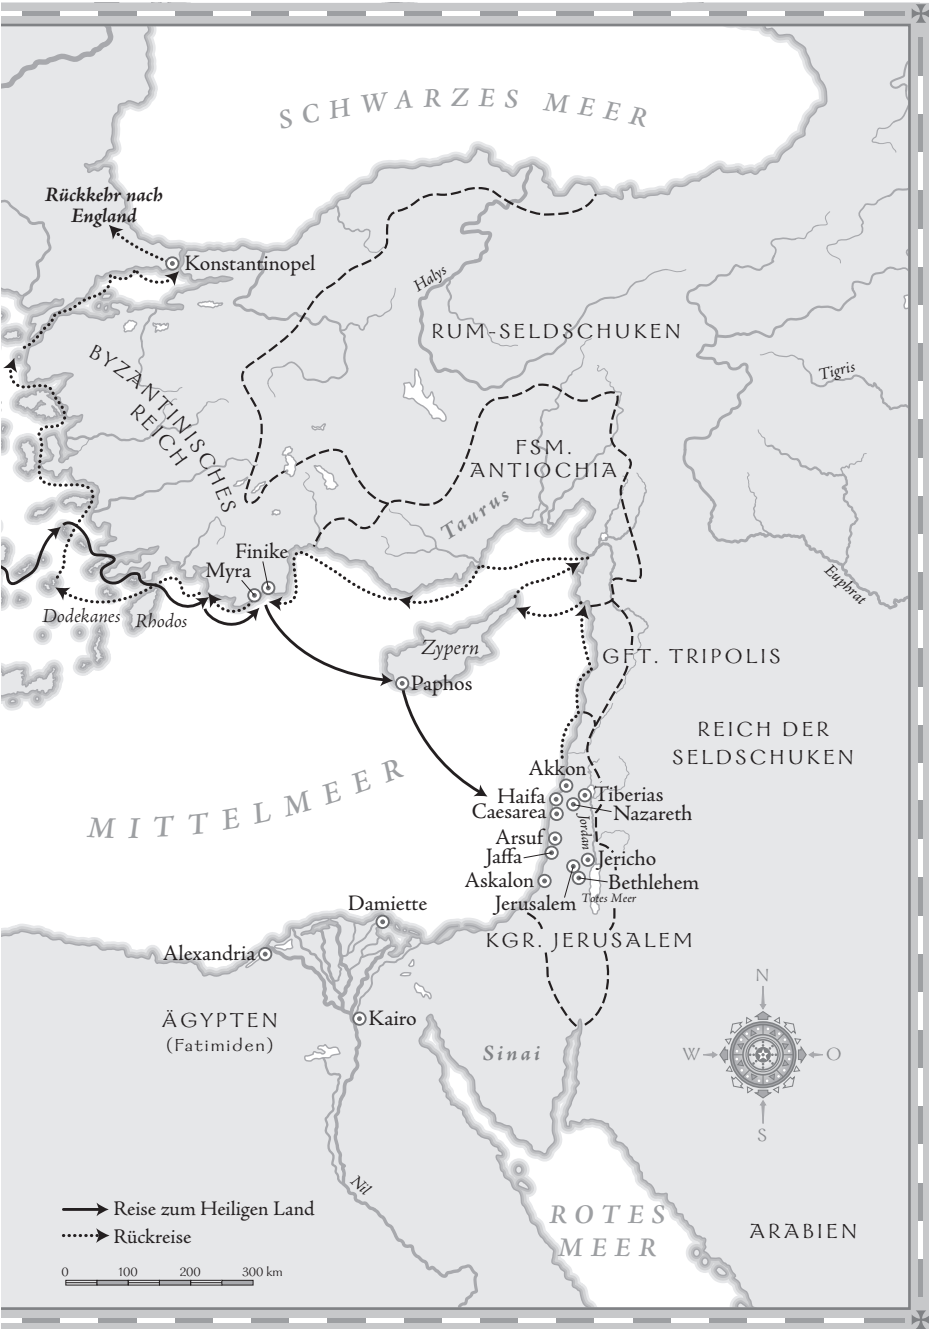 SCHWARZES MEER
Rückkehr nach
England
Konstantinopel
Halys
RUM-SELDSCHUKEN
BYZANTINISCHES
REICH
Tigris
FSM.
ANTIOCHIA
Taurus
Finike
Myra
Euphrat
Dodekanes
Rhodos
Zypern
GFT. TRIPOLIS
Paphos
REICH DER
SELDSCHUKEN
MITTELMEER
Akkon
Haifa
Tiberias
Caesarea
Nazareth
Jordan
Arsuf
Jaffa
Jericho
Askalon
Bethlehem
Jerusalem
Totes Meer
Damiette
KGR. JERUSALEM
Alexandria
N
ÄGYPTEN
(Fatimiden)
Kairo
Sinai
W
O
S
Nil
Reise zum Heiligen Land
ROTES
MEER
ARABIEN
Rückreise
0 100 200 300 km